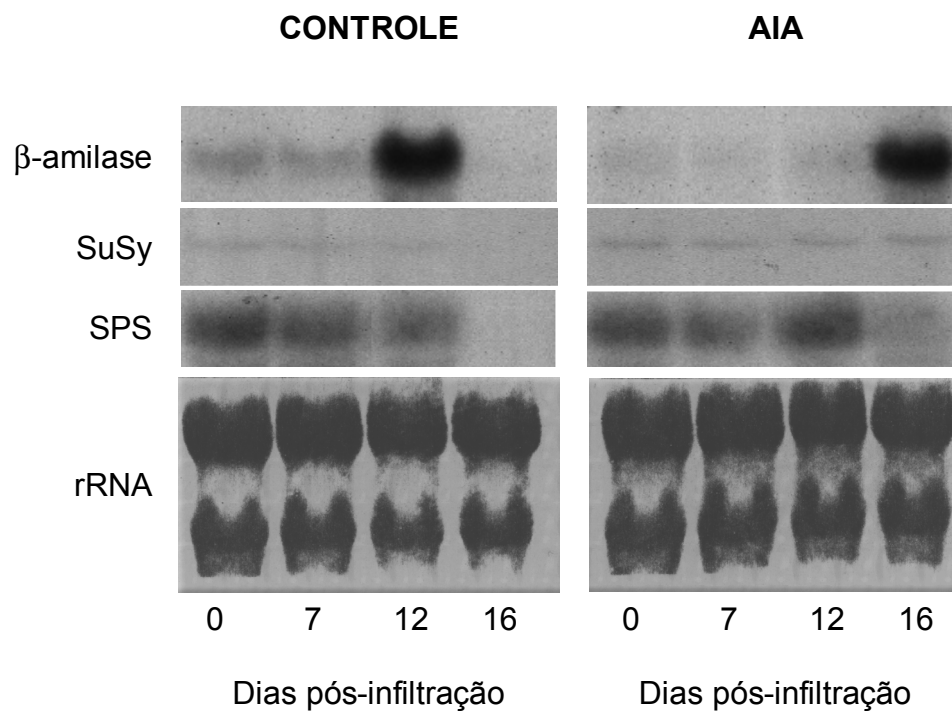 CONTROLE AIA
β-amilase
SuSy
SPS
rRNA
0 7 12 16 0 7 12 16
Dias pós-infiltração Dias pós-infiltração